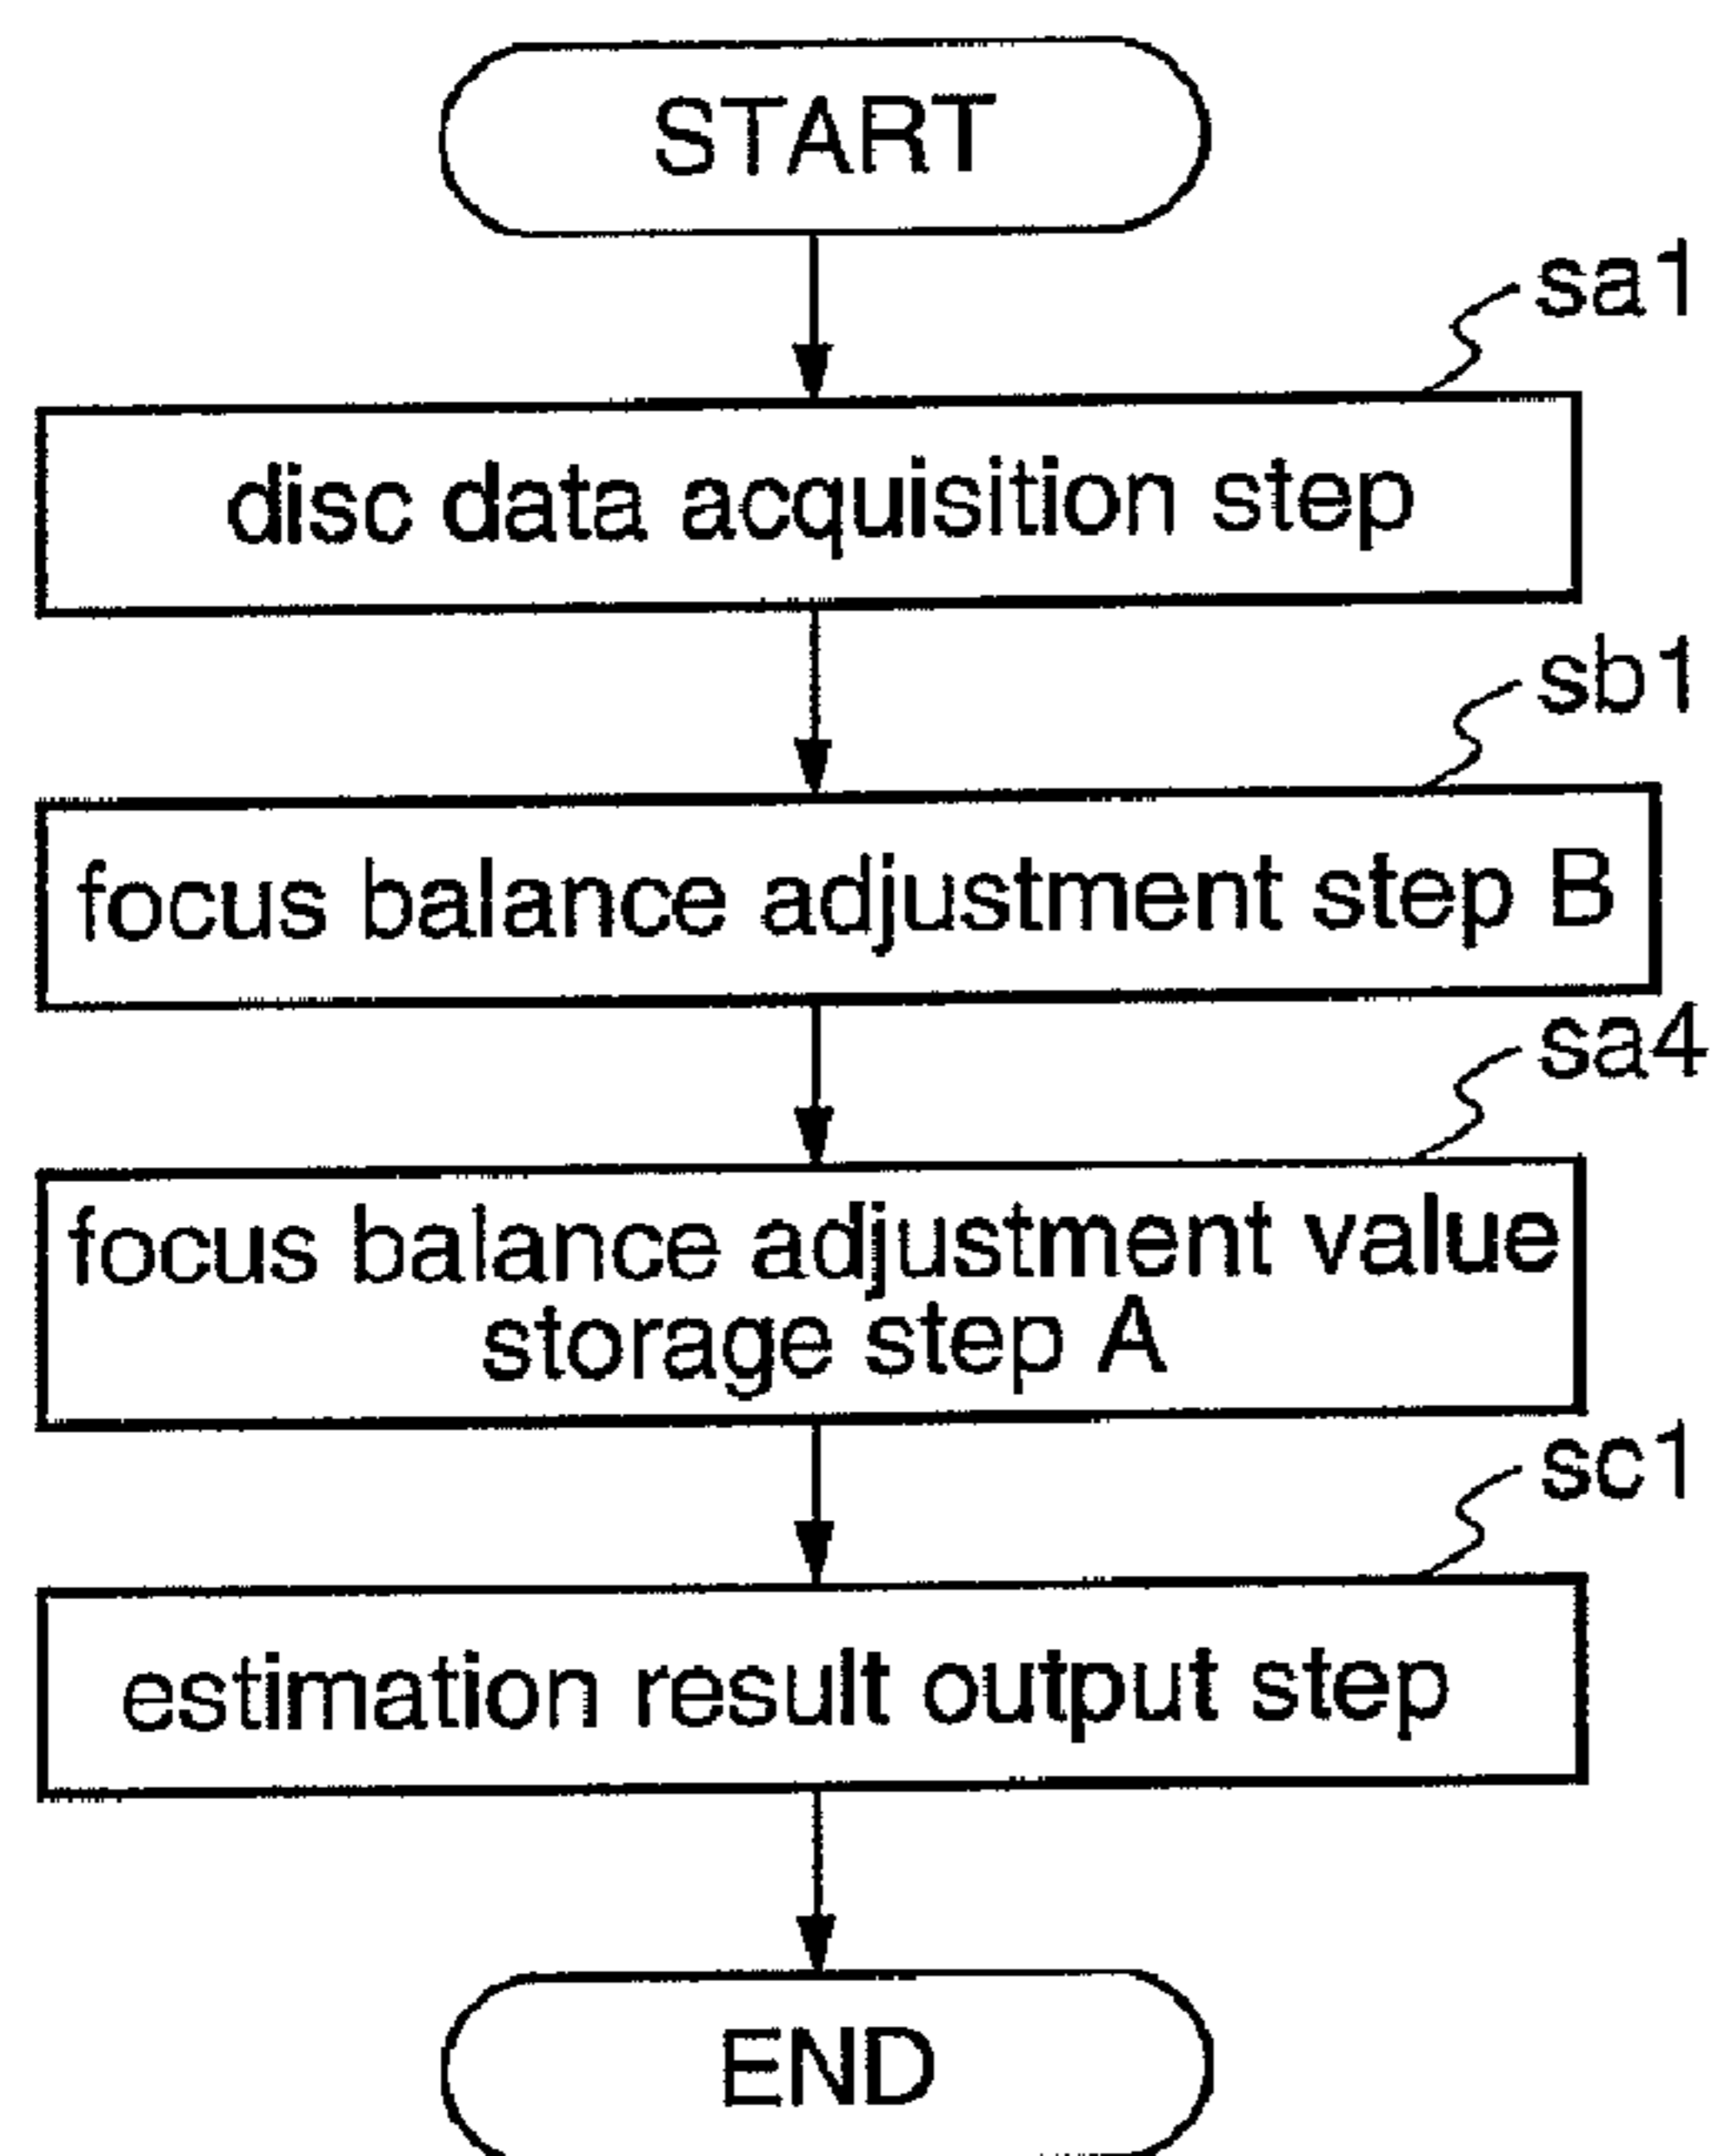 START
sa1
disc data acquisition step
sb1
focus balance adjustment step B
sa4
focus balance adjustment value
storage step A
sc1
estimation result output step
END